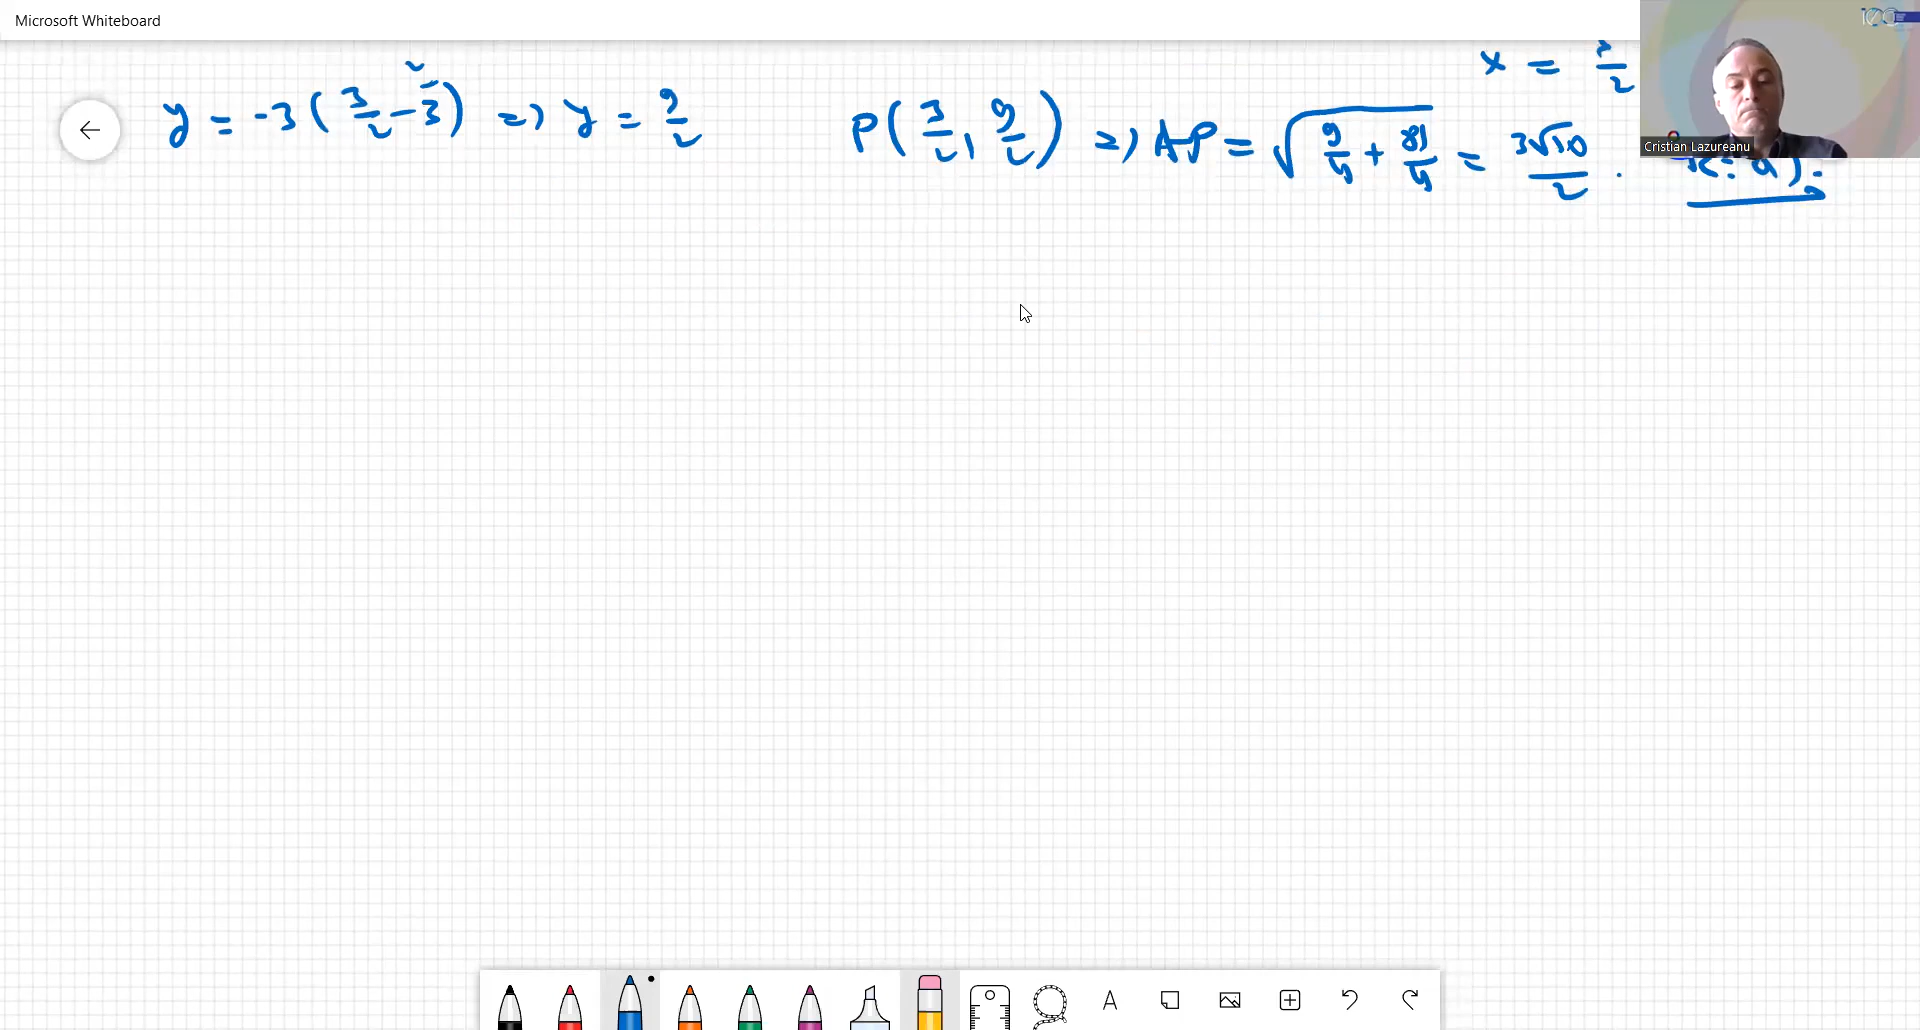 Microsoft Whiteboard
x = 3/2
y = -3 ( 3/2 - 3 ) => y = 9/2
P ( 3/2 , 9/2 ) => AP = √(9/4 + 81/4) = 3√10/2 .
R: a) ;
Cristian Lazureanu
100